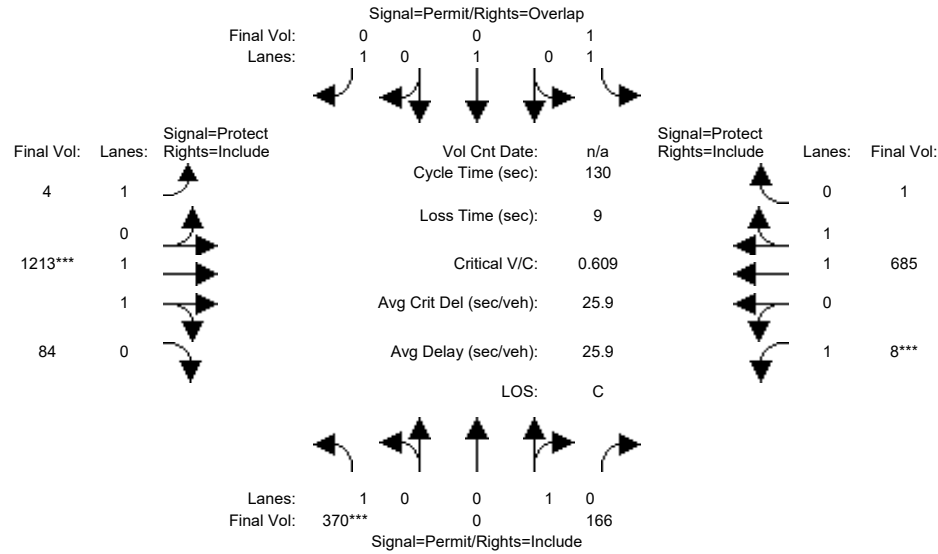 Signal=Permit/Rights=Overlap
Final Vol: 0 0 1
Lanes: 1 0 1 0 1
Signal=Protect Signal=Protect
Final Vol: Lanes: Rights=Include Vol Cnt Date: n/a Rights=Include Lanes: Final Vol:
Cycle Time (sec): 130
4 1 0 1
Loss Time (sec): 9
0 1
1213*** 1 Critical V/C: 0.609 1 685
1 Avg Crit Del (sec/veh): 25.9 0
84 0 Avg Delay (sec/veh): 25.9 1 8***
LOS: C
Lanes: 1 0 0 1 0
Final Vol: 370*** 0 166
Signal=Permit/Rights=Include